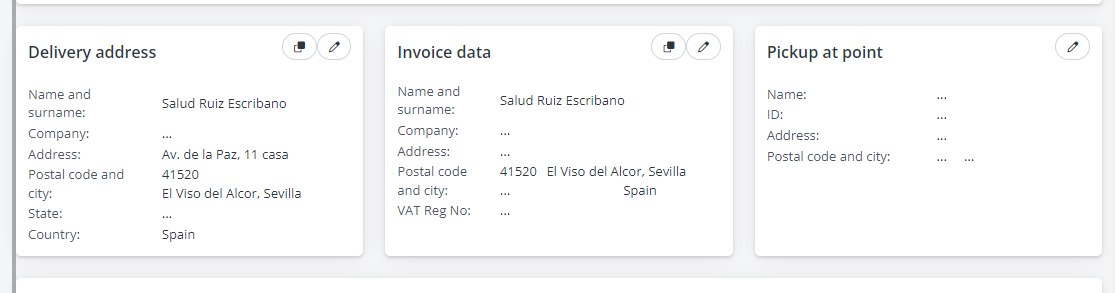 Delivery address
Name and
surname:
Salud Ruiz Escribano
Company:
...
Address:
Av. de la Paz, 11 casa
Postal code and
41520
city:
El Viso del Alcor, Sevilla
State:
...
Country:
Spain
Invoice data
Name and
surname:
Salud Ruiz Escribano
Company:
...
Address:
...
Postal code
41520 El Viso del Alcor, Sevilla
and city:
... Spain
VAT Reg No:
...
Pickup at point
Name:
...
ID:
...
Address:
...
Postal code and city:
... ...